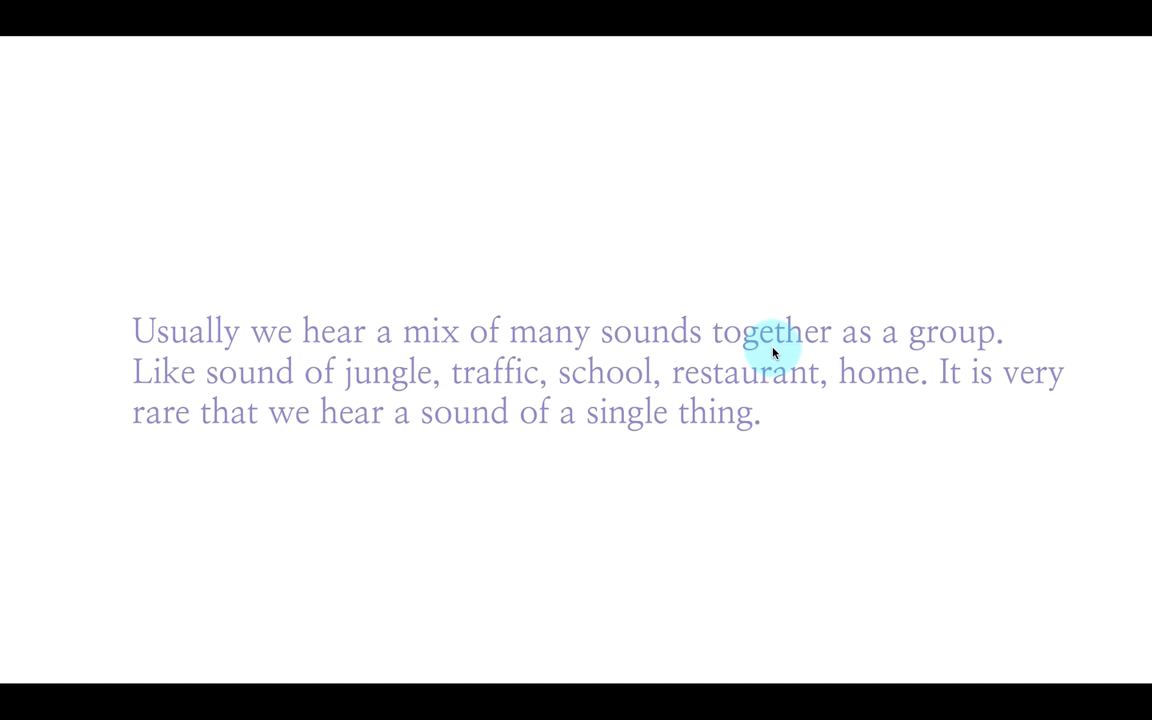 Usually we hear a mix of many sounds together as a group.
Like sound of jungle, traffic, school, restaurant, home. It is very
rare that we hear a sound of a single thing.